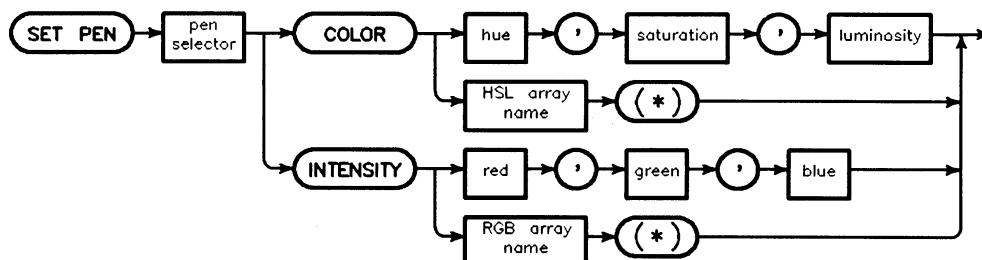 SET PEN pen selector COLOR hue , saturation , luminosity
HSL array name (*)
INTENSITY red , green , blue
RGB array name (*)